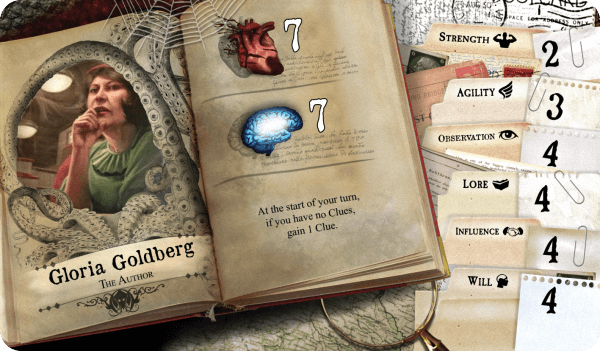 7
7
At the start of your turn,
if you have no Clues,
gain 1 Clue.
Gloria Goldberg
The Author
Strength 2
Agility 3
Observation 4
Lore 4
Influence 4
Will 4